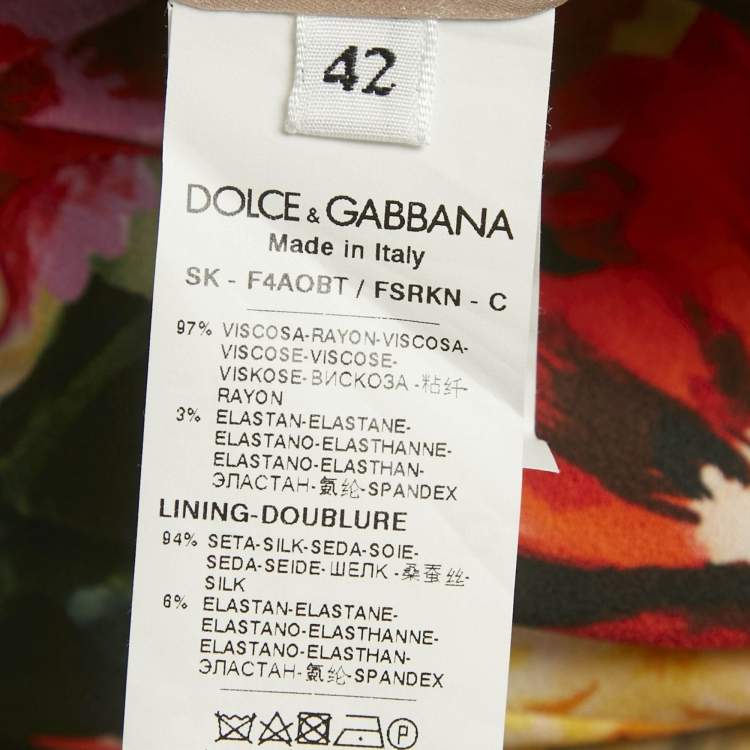 42
DOLCE & GABBANA
Made in Italy
SK - F4AOBT / FSRKN - C
97% VISCOSA-RAYON-VISCOSA-
VISCOSE-VISCOSE-
VISKOSE-ВИСКОЗА -粘纤-
RAYON
3% ELASTAN-ELASTANE-
ELASTANO-ELASTHANNE-
ELASTANO-ELASTHAN-
ЭЛАСТАН-氨纶-SPANDEX
LINING-DOUBLURE
94% SETA-SILK-SEDA-SOIE-
SEDA-SEIDE-ШЕЛК -桑蚕丝-
SILK
6% ELASTAN-ELASTANE-
ELASTANO-ELASTHANNE-
ELASTANO-ELASTHAN-
ЭЛАСТАН-氨纶-SPANDEX
P